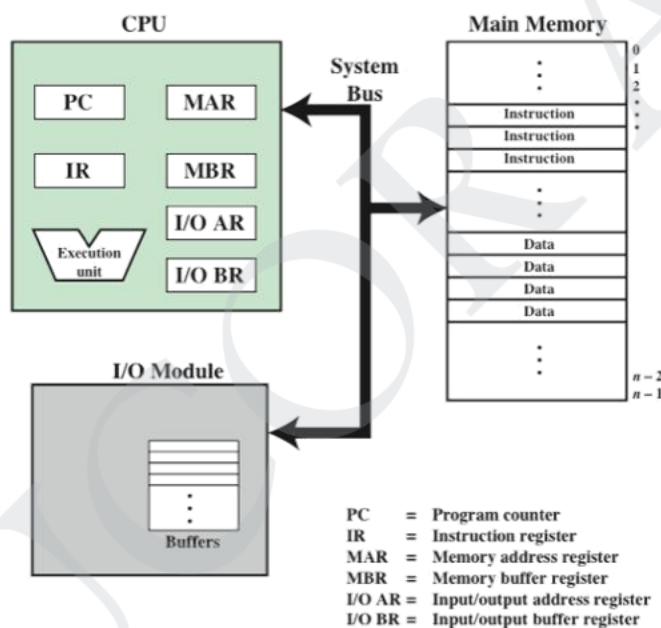 CPU
Main Memory
System
Bus
PC
MAR
IR
MBR
I/O AR
Execution
unit
I/O BR
0
1
2
Instruction
Instruction
Instruction
Data
Data
Data
Data
n – 2
n – 1
I/O Module
Buffers
PC = Program counter
IR = Instruction register
MAR = Memory address register
MBR = Memory buffer register
I/O AR = Input/output address register
I/O BR = Input/output buffer register